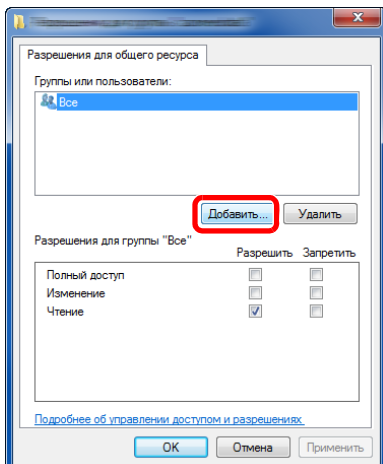 Разрешения для общего ресурса
Группы или пользователи:
Все
Добавить... Удалить
Разрешения для группы "Все"
Разрешить Запретить
Полный доступ
Изменение
Чтение
Подробнее об управлении доступом и разрешениях
OK Отмена Применить